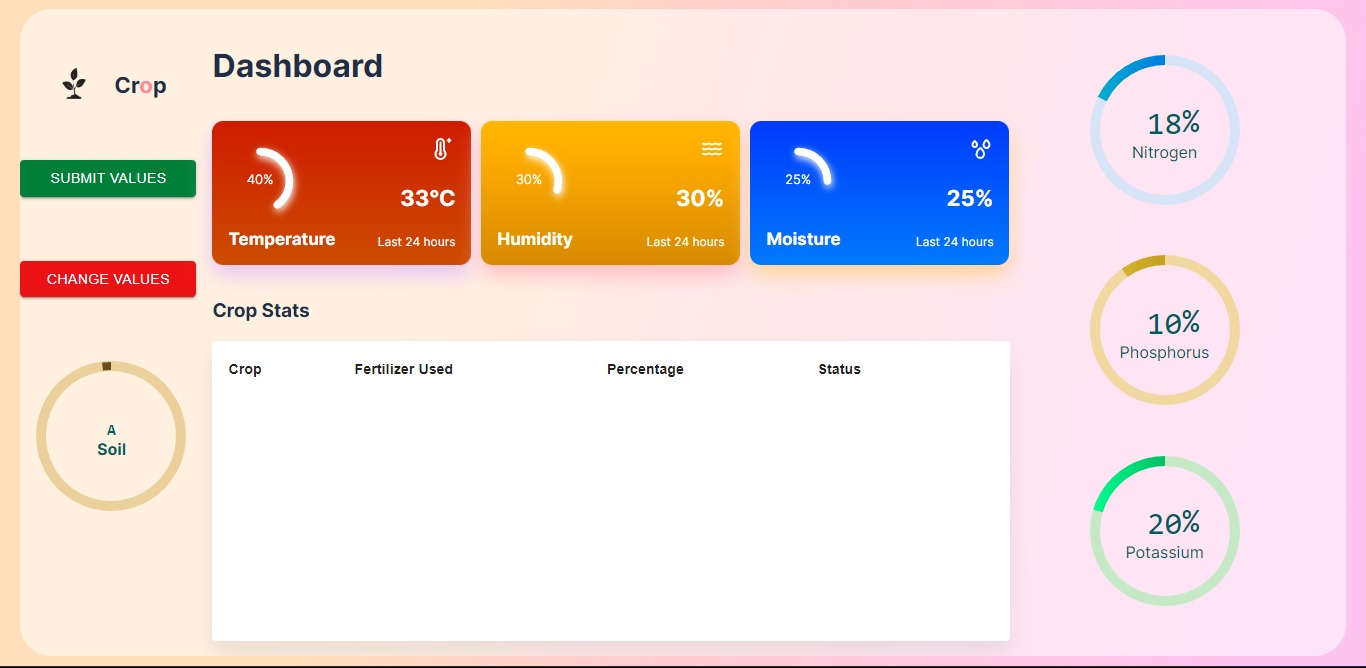 Crop
SUBMIT VALUES
CHANGE VALUES
A
Soil
Dashboard
40%
33°C
Temperature
Last 24 hours
30%
30%
Humidity
Last 24 hours
25%
25%
Moisture
Last 24 hours
Crop Stats
Crop Fertilizer Used Percentage Status
18%
Nitrogen
10%
Phosphorus
20%
Potassium